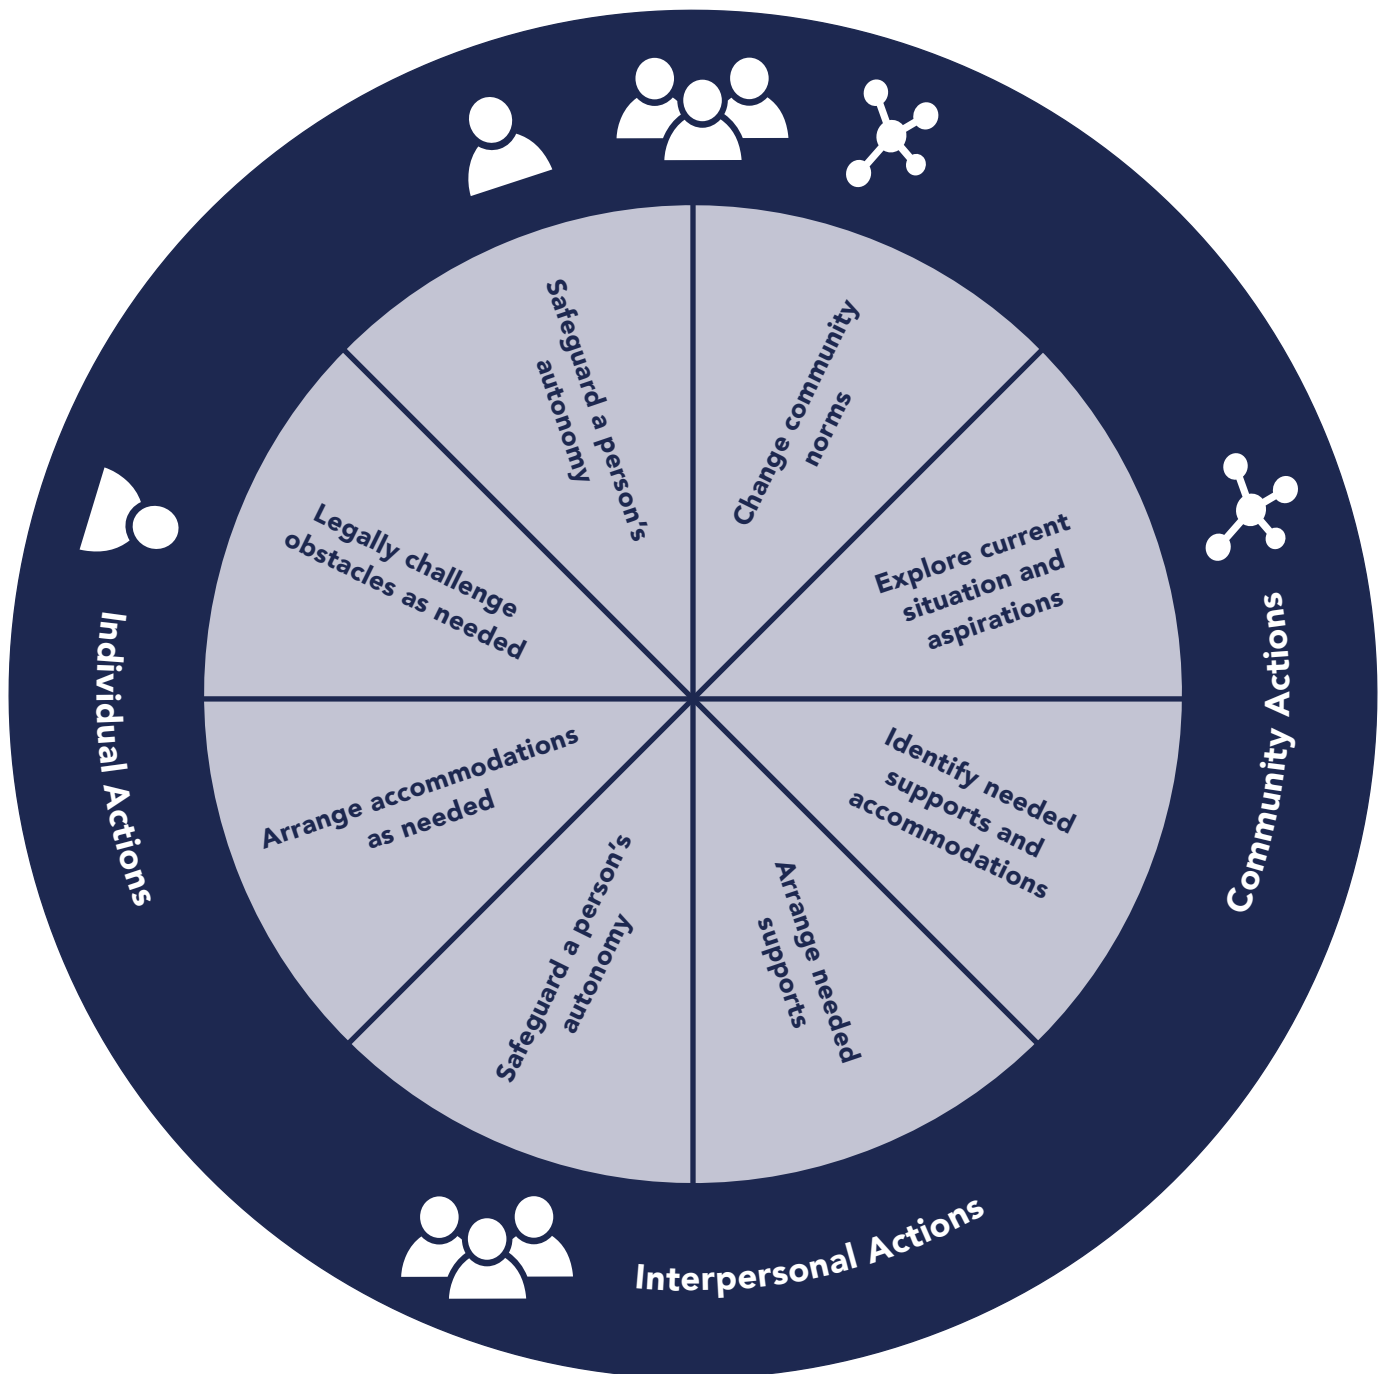 Change community
norms
Explore current
situation and
aspirations
Identify needed
supports and
accommodations
Arrange needed
supports
Safeguard a person’s
autonomy
Arrange accommodations
as needed
Legally challenge
obstacles as needed
Safeguard a person’s
autonomy
Community Actions
Interpersonal Actions
Individual Actions